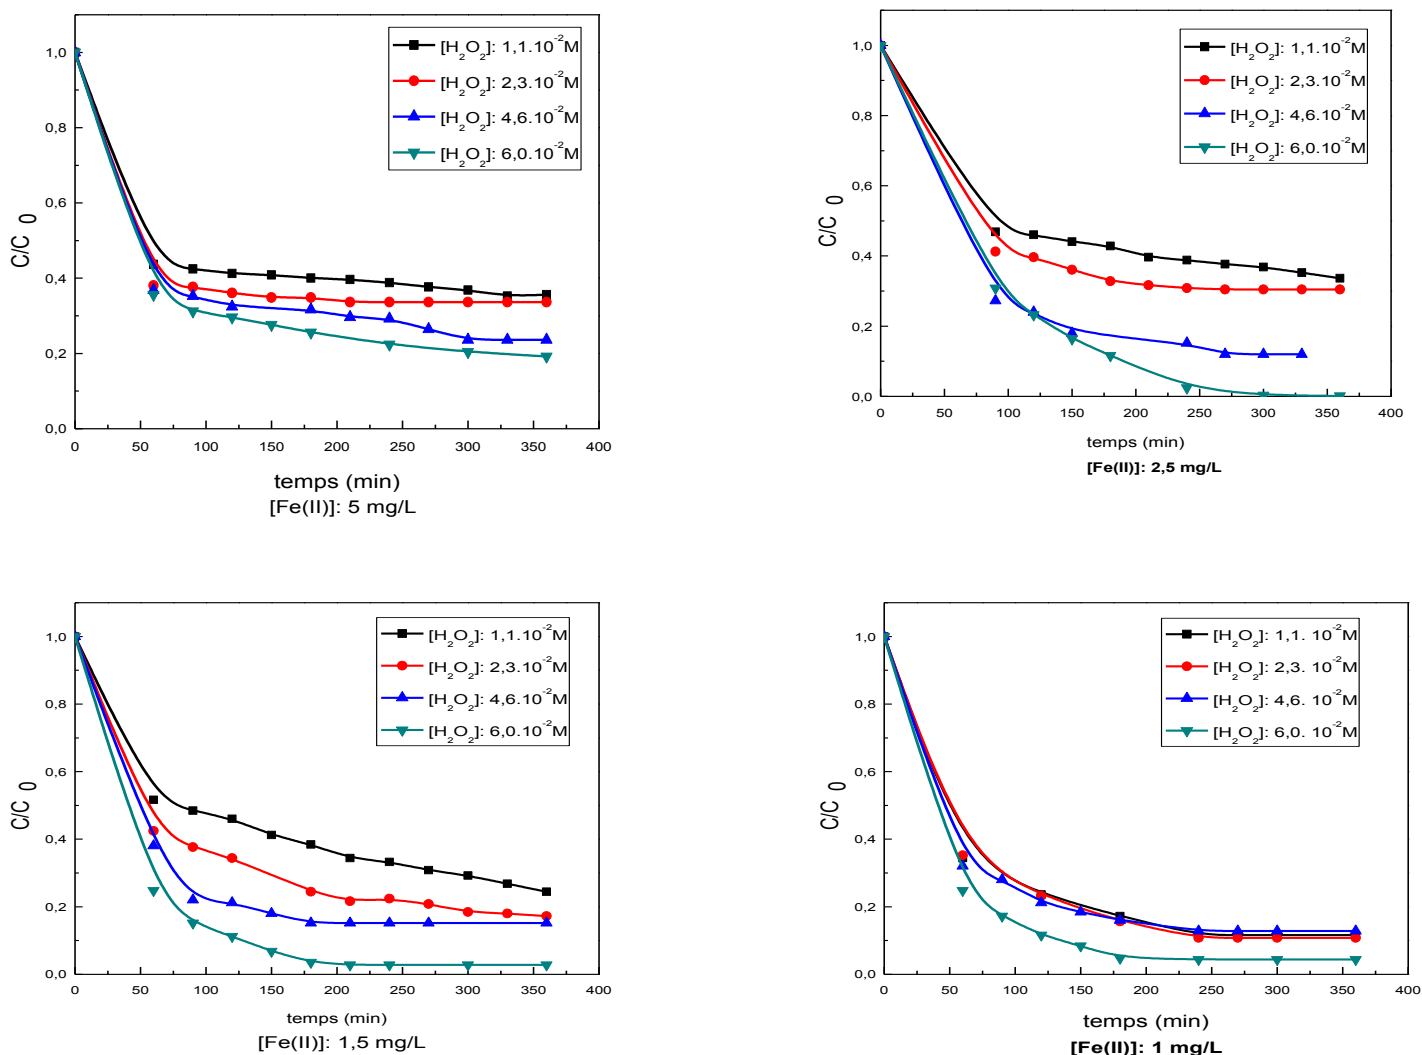 [H2O2]: 1,1.10-2M
[H2O2]: 2,3.10-2M
[H2O2]: 4,6.10-2M
[H2O2]: 6,0.10-2M
1,0
0,8
0,6
0,4
0,2
0,0
C/C0
0 50 100 150 200 250 300 350 400
temps (min)
[Fe(II)]: 5 mg/L
[H2O2]: 1,1.10-2M
[H2O2]: 2,3.10-2M
[H2O2]: 4,6.10-2M
[H2O2]: 6,0.10-2M
1,0
0,8
0,6
0,4
0,2
0,0
C/C0
0 50 100 150 200 250 300 350 400
temps (min)
[Fe(II)]: 2,5 mg/L
[H2O2]: 1,1.10-2M
[H2O2]: 2,3.10-2M
[H2O2]: 4,6.10-2M
[H2O2]: 6,0.10-2M
1,0
0,8
0,6
0,4
0,2
0,0
C/C0
0 50 100 150 200 250 300 350 400
temps (min)
[Fe(II)]: 1,5 mg/L
[H2O2]: 1,1. 10-2M
[H2O2]: 2,3. 10-2M
[H2O2]: 4,6. 10-2M
[H2O2]: 6,0. 10-2M
1,0
0,8
0,6
0,4
0,2
0,0
C/C0
0 50 100 150 200 250 300 350 400
temps (min)
[Fe(II)]: 1 mg/L